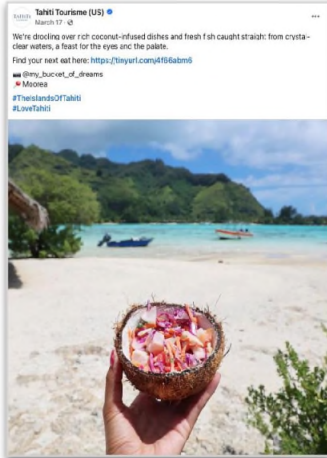 Tahiti Tourisme (US)
March 17 ·
We're drooling over rich coconut-infused dishes and fresh fish caught straight from crystal-
clear waters, a feast for the eyes and the palate.
Find your next eat here: https://tinyurl.com/4f66abm6
@my_bucket_of_dreams
Moorea
#TheIslandsOfTahiti
#LoveTahiti